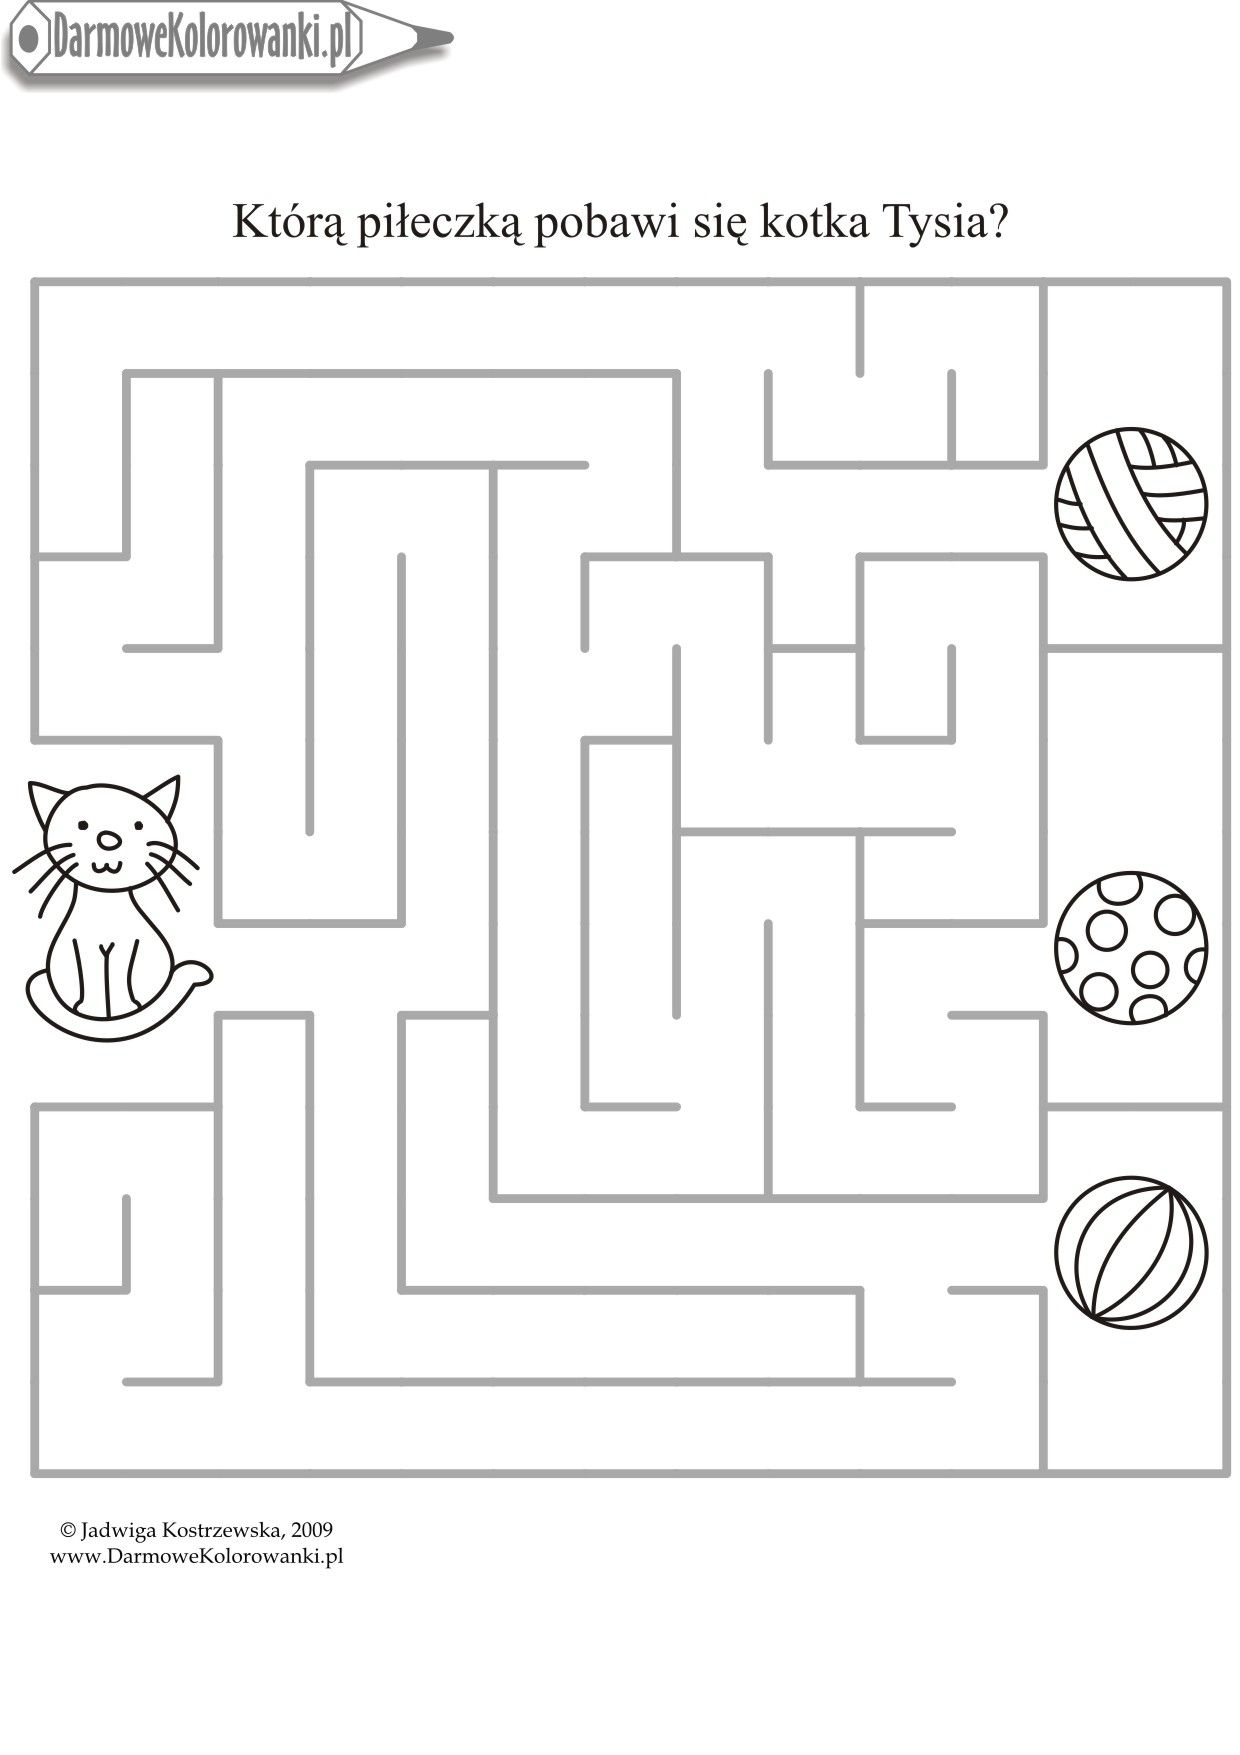 DarmoweKolorowanki.pl
Którą piłeczką pobawi się kotka Tysia?
© Jadwiga Kostrzewska, 2009
www.DarmoweKolorowanki.pl